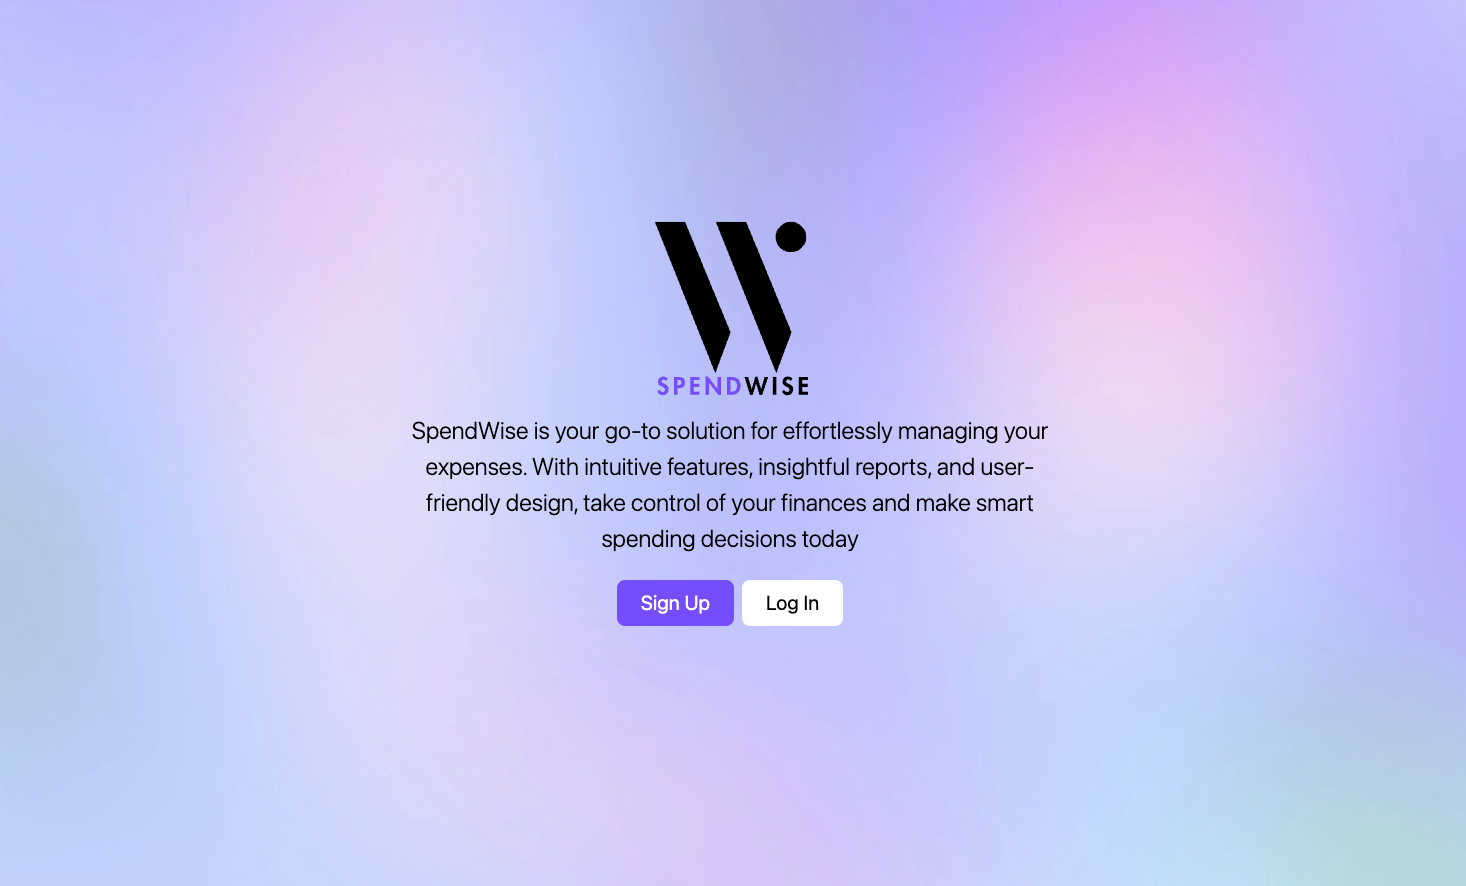 SPENDWISE
SpendWise is your go-to solution for effortlessly managing your
expenses. With intuitive features, insightful reports, and user-
friendly design, take control of your finances and make smart
spending decisions today
Sign Up Log In